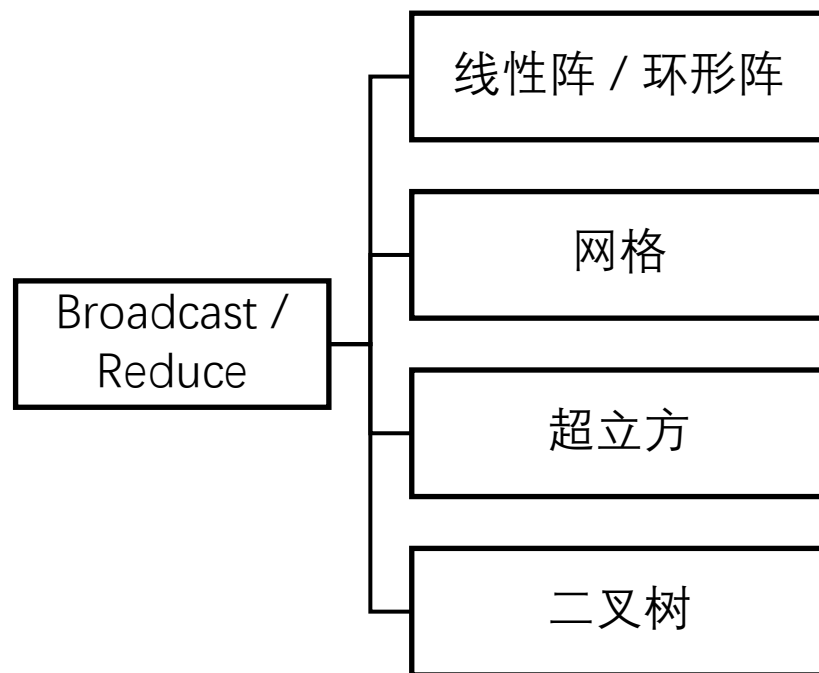 线性阵 / 环形阵
网格
Broadcast /
Reduce
超立方
二叉树